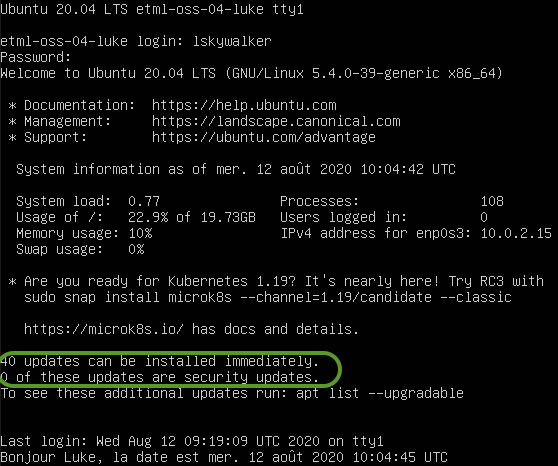 Ubuntu 20.04 LTS etml-oss-04-luke tty1
etml-oss-04-luke login: lskywalker
Password:
Welcome to Ubuntu 20.04 LTS (GNU/Linux 5.4.0-39-generic x86_64)
* Documentation:  https://help.ubuntu.com
* Management:     https://landscape.canonical.com
* Support:        https://ubuntu.com/advantage
System information as of mer. 12 août 2020 10:04:42 UTC
System load:  0.77               Processes:               108
Usage of /:   22.9% of 19.73GB   Users logged in:         0
Memory usage: 10%                IPv4 address for enp0s3: 10.0.2.15
Swap usage:   0%
* Are you ready for Kubernetes 1.19? It's nearly here! Try RC3 with
sudo snap install microk8s --channel=1.19/candidate --classic
https://microk8s.io/ has docs and details.
40 updates can be installed immediately.
0 of these updates are security updates.
To see these additional updates run: apt list --upgradable
Last login: Wed Aug 12 09:19:09 UTC 2020 on tty1
Bonjour Luke, la date est mer. 12 août 2020 10:04:45 UTC